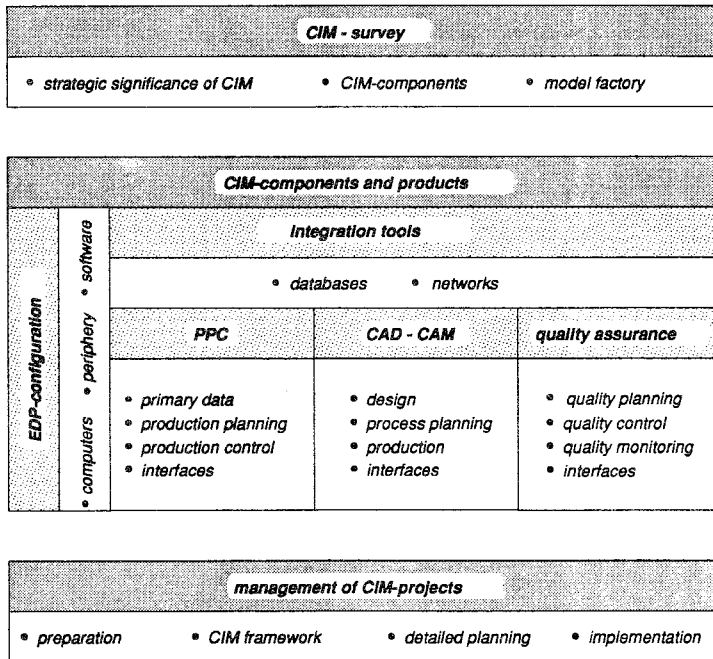 CIM - survey
• strategic significance of CIM • CIM-components • model factory
CIM-components and products
EDP-configuration
• computers • periphery • software
Integration tools
• databases • networks
PPC
• primary data
• production planning
• production control
• interfaces
CAD - CAM
• design
• process planning
• production
• interfaces
quality assurance
• quality planning
• quality control
• quality monitoring
• interfaces
management of CIM-projects
• preparation • CIM framework • detailed planning • implementation